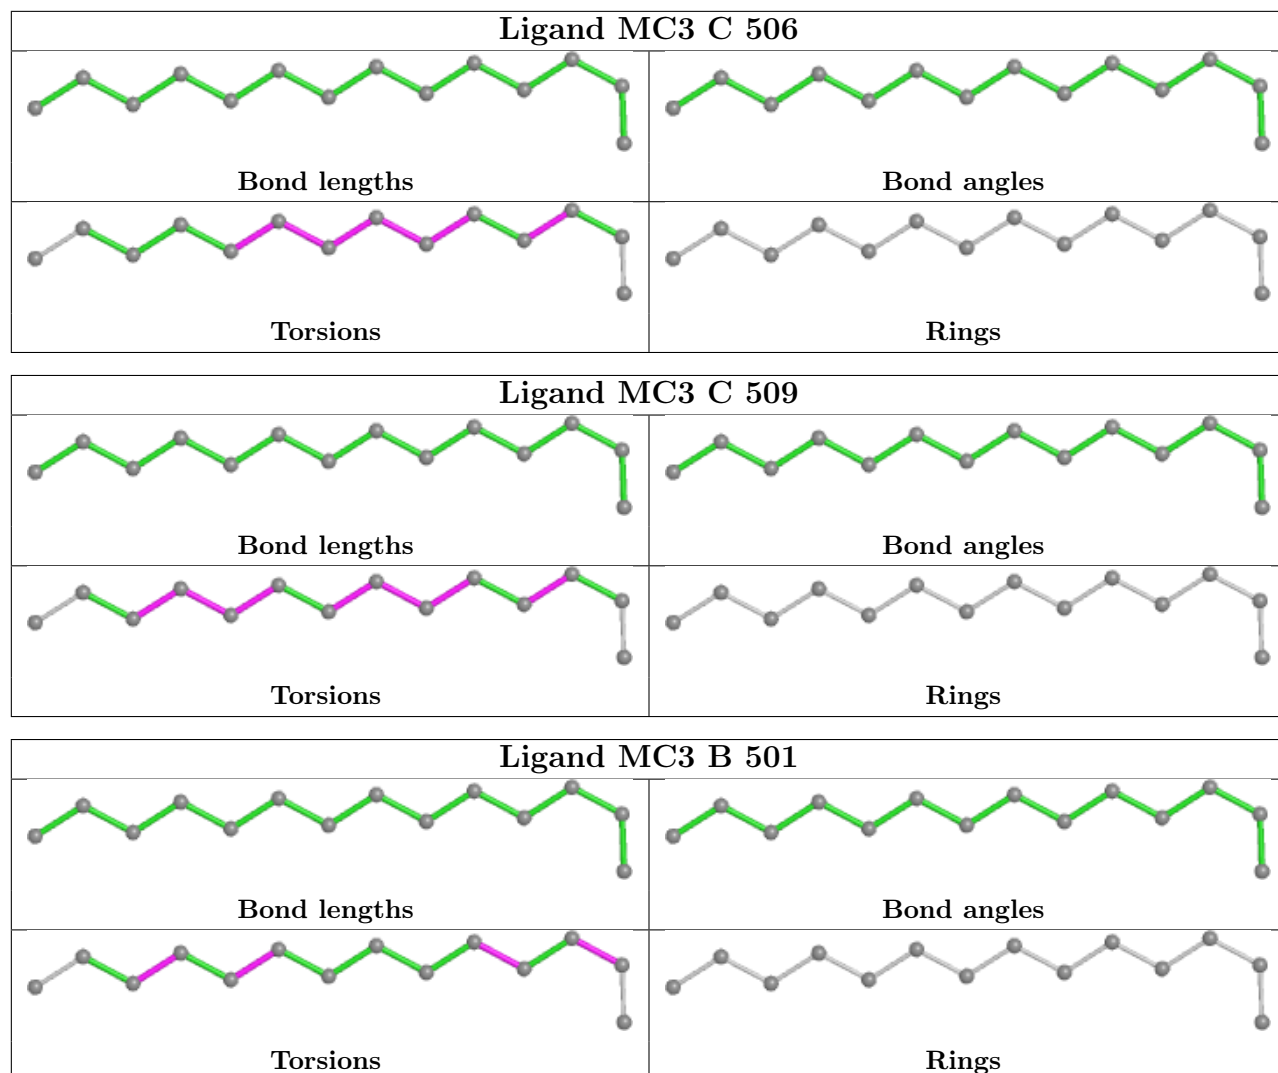 Ligand MC3 C 506
Bond lengths Bond angles
Torsions Rings
Ligand MC3 C 509
Bond lengths Bond angles
Torsions Rings
Ligand MC3 B 501
Bond lengths Bond angles
Torsions Rings